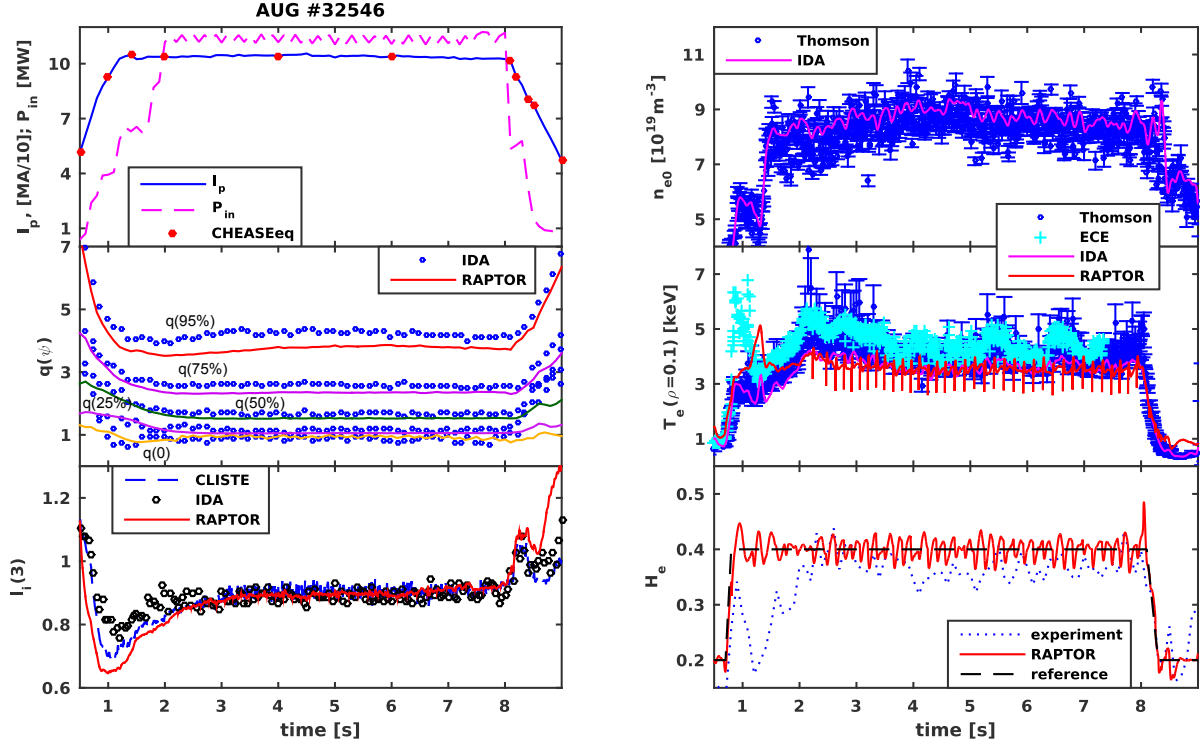 AUG #32546
I_p, [MA/10]; P_in [MW]
10
7
4
1
I_p
P_in
CHEASEeq
q(ψ)
7
5
3
1
IDA
RAPTOR
q(95%)
q(75%)
q(25%)
q(50%)
q(0)
l_i(3)
1.2
1
0.8
0.6
CLISTE
IDA
RAPTOR
1 2 3 4 5 6 7 8
time [s]
n_e0 [10^19 m^-3]
11
9
7
5
Thomson
IDA
T_e (ρ=0.1) [keV]
7
5
3
1
Thomson
ECE
IDA
RAPTOR
H_e
0.5
0.4
0.3
0.2
experiment
RAPTOR
reference
1 2 3 4 5 6 7 8
time [s]